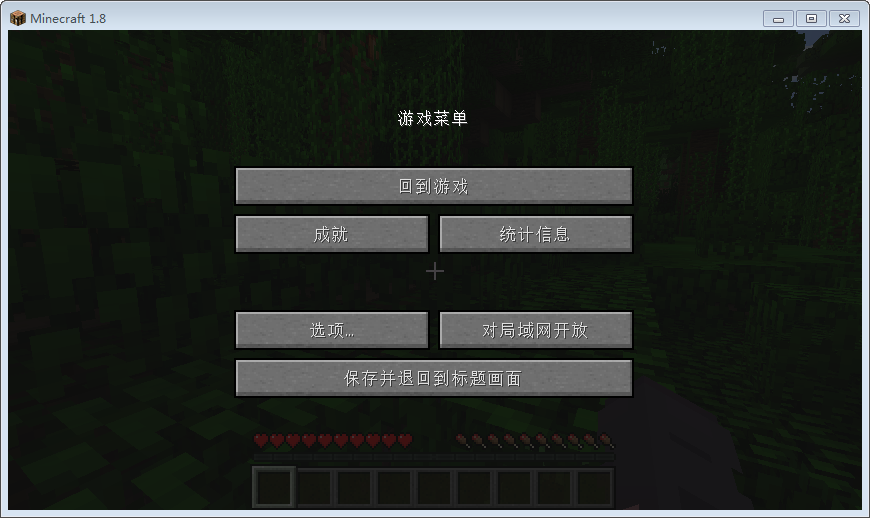 Minecraft 1.8
游戏菜单
回到游戏
成就 统计信息
选项... 对局域网开放
保存并退回到标题画面